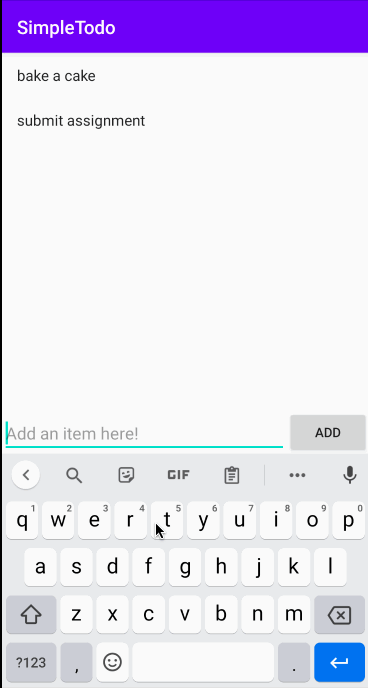 SimpleTodo
bake a cake
submit assignment
Add an item here!
ADD
GIF
q1 w2 e3 r4 t5 y6 u7 i8 o9 p0
a s d f g h j k l
z x c v b n m
?123 , .